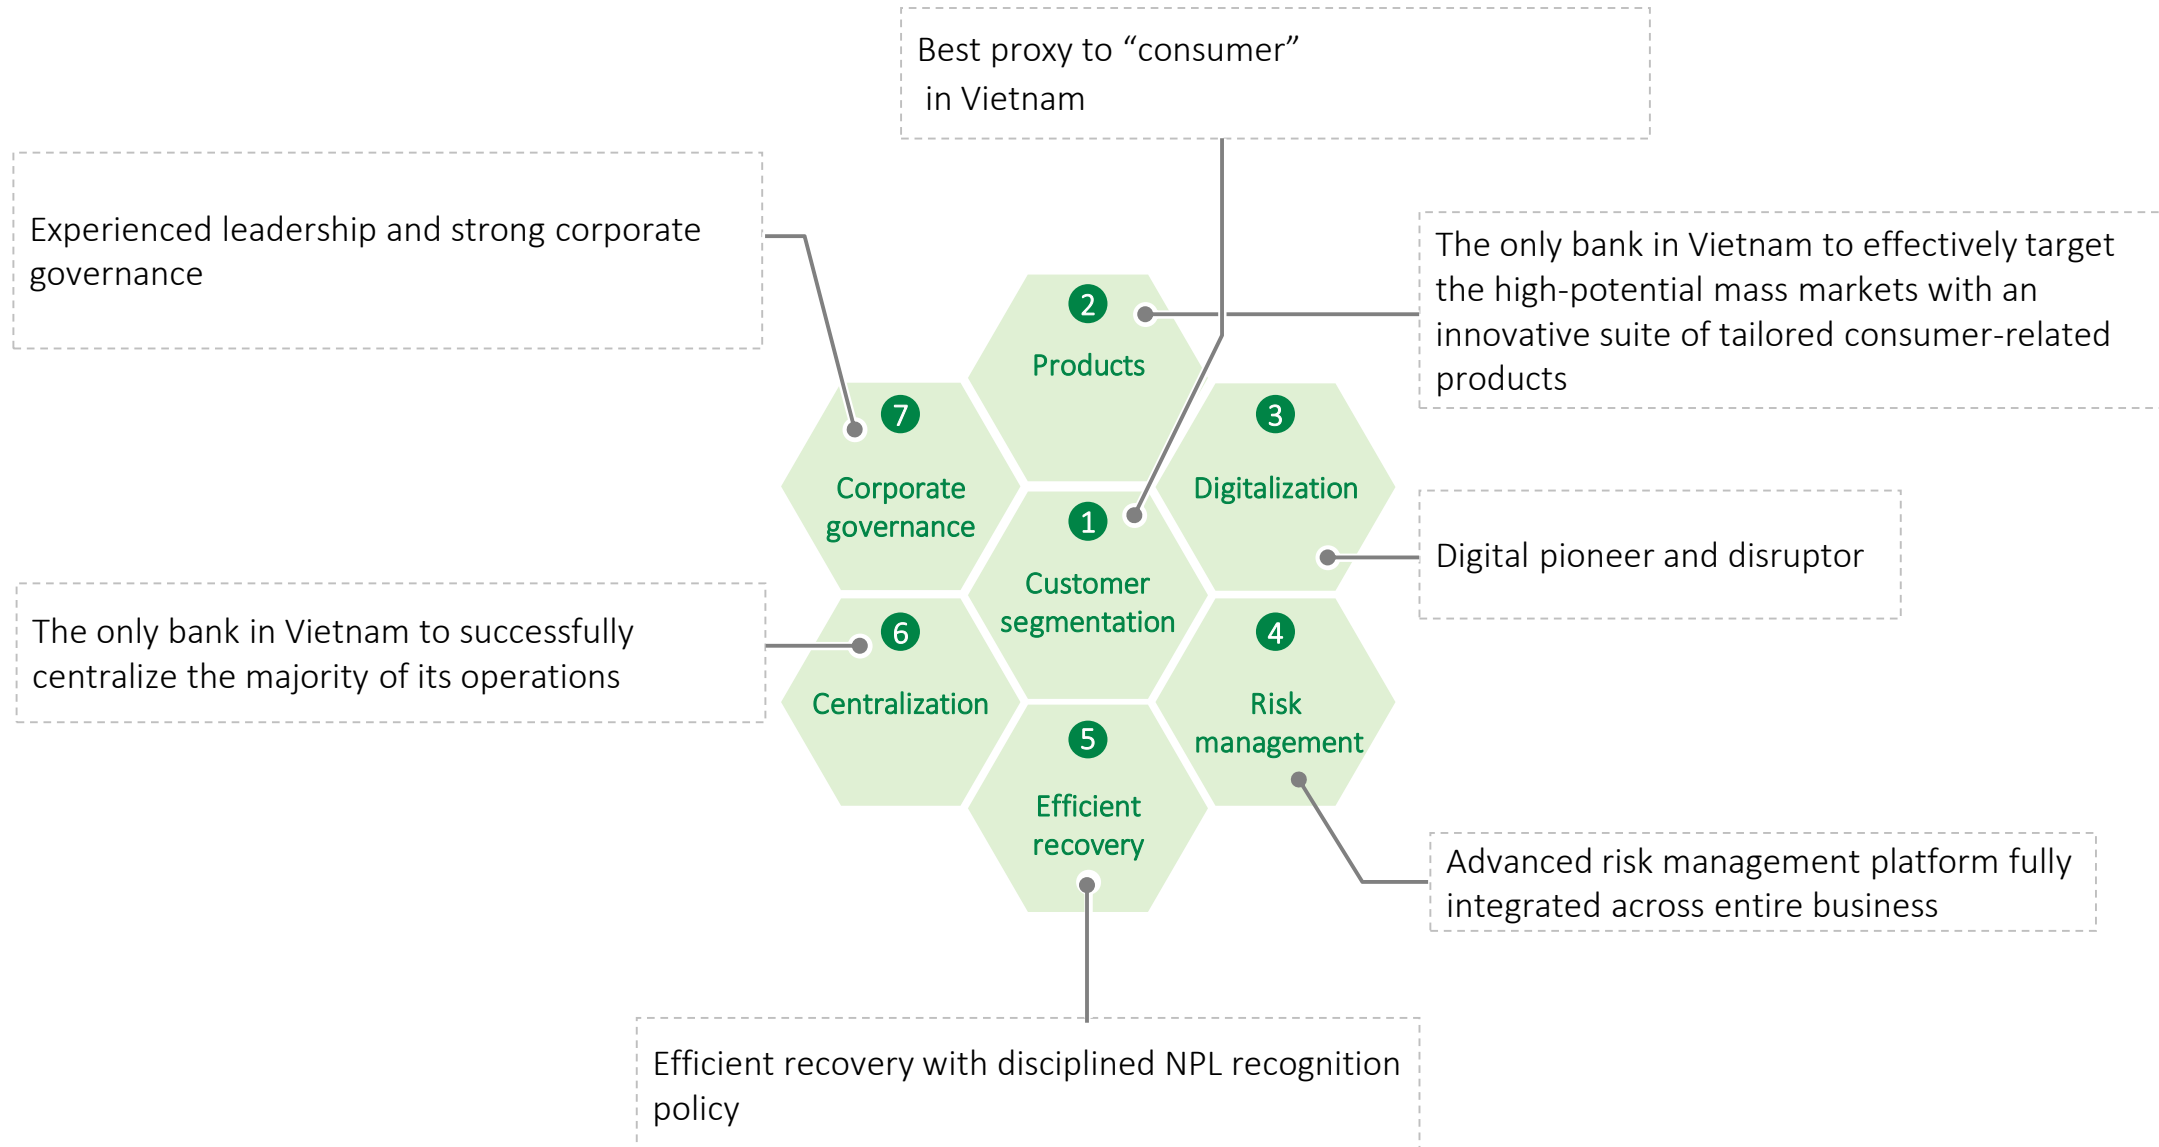 Best proxy to “consumer”
in Vietnam
Experienced leadership and strong corporate
governance
The only bank in Vietnam to effectively target
the high-potential mass markets with an
innovative suite of tailored consumer-related
products
2
Products
7
Corporate
governance
3
Digitalization
1
Customer
segmentation
Digital pioneer and disruptor
The only bank in Vietnam to successfully
centralize the majority of its operations
6
Centralization
4
Risk
management
5
Efficient
recovery
Advanced risk management platform fully
integrated across entire business
Efficient recovery with disciplined NPL recognition
policy